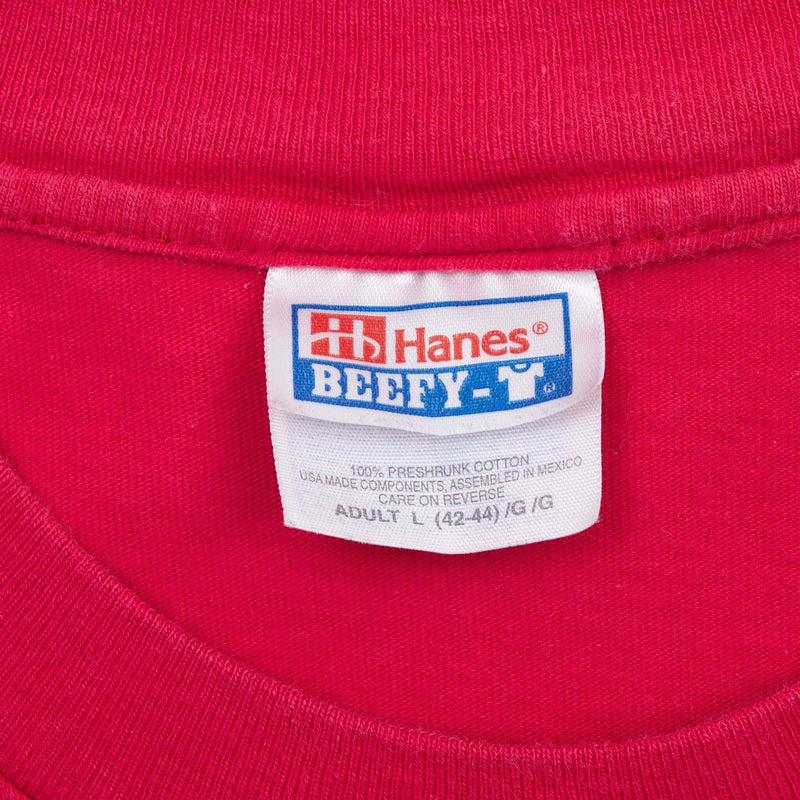 Hanes®
BEEFY-T®
100% PRESHRUNK COTTON
USA MADE COMPONENTS, ASSEMBLED IN MEXICO
CARE ON REVERSE
ADULT L (42-44) /G /G